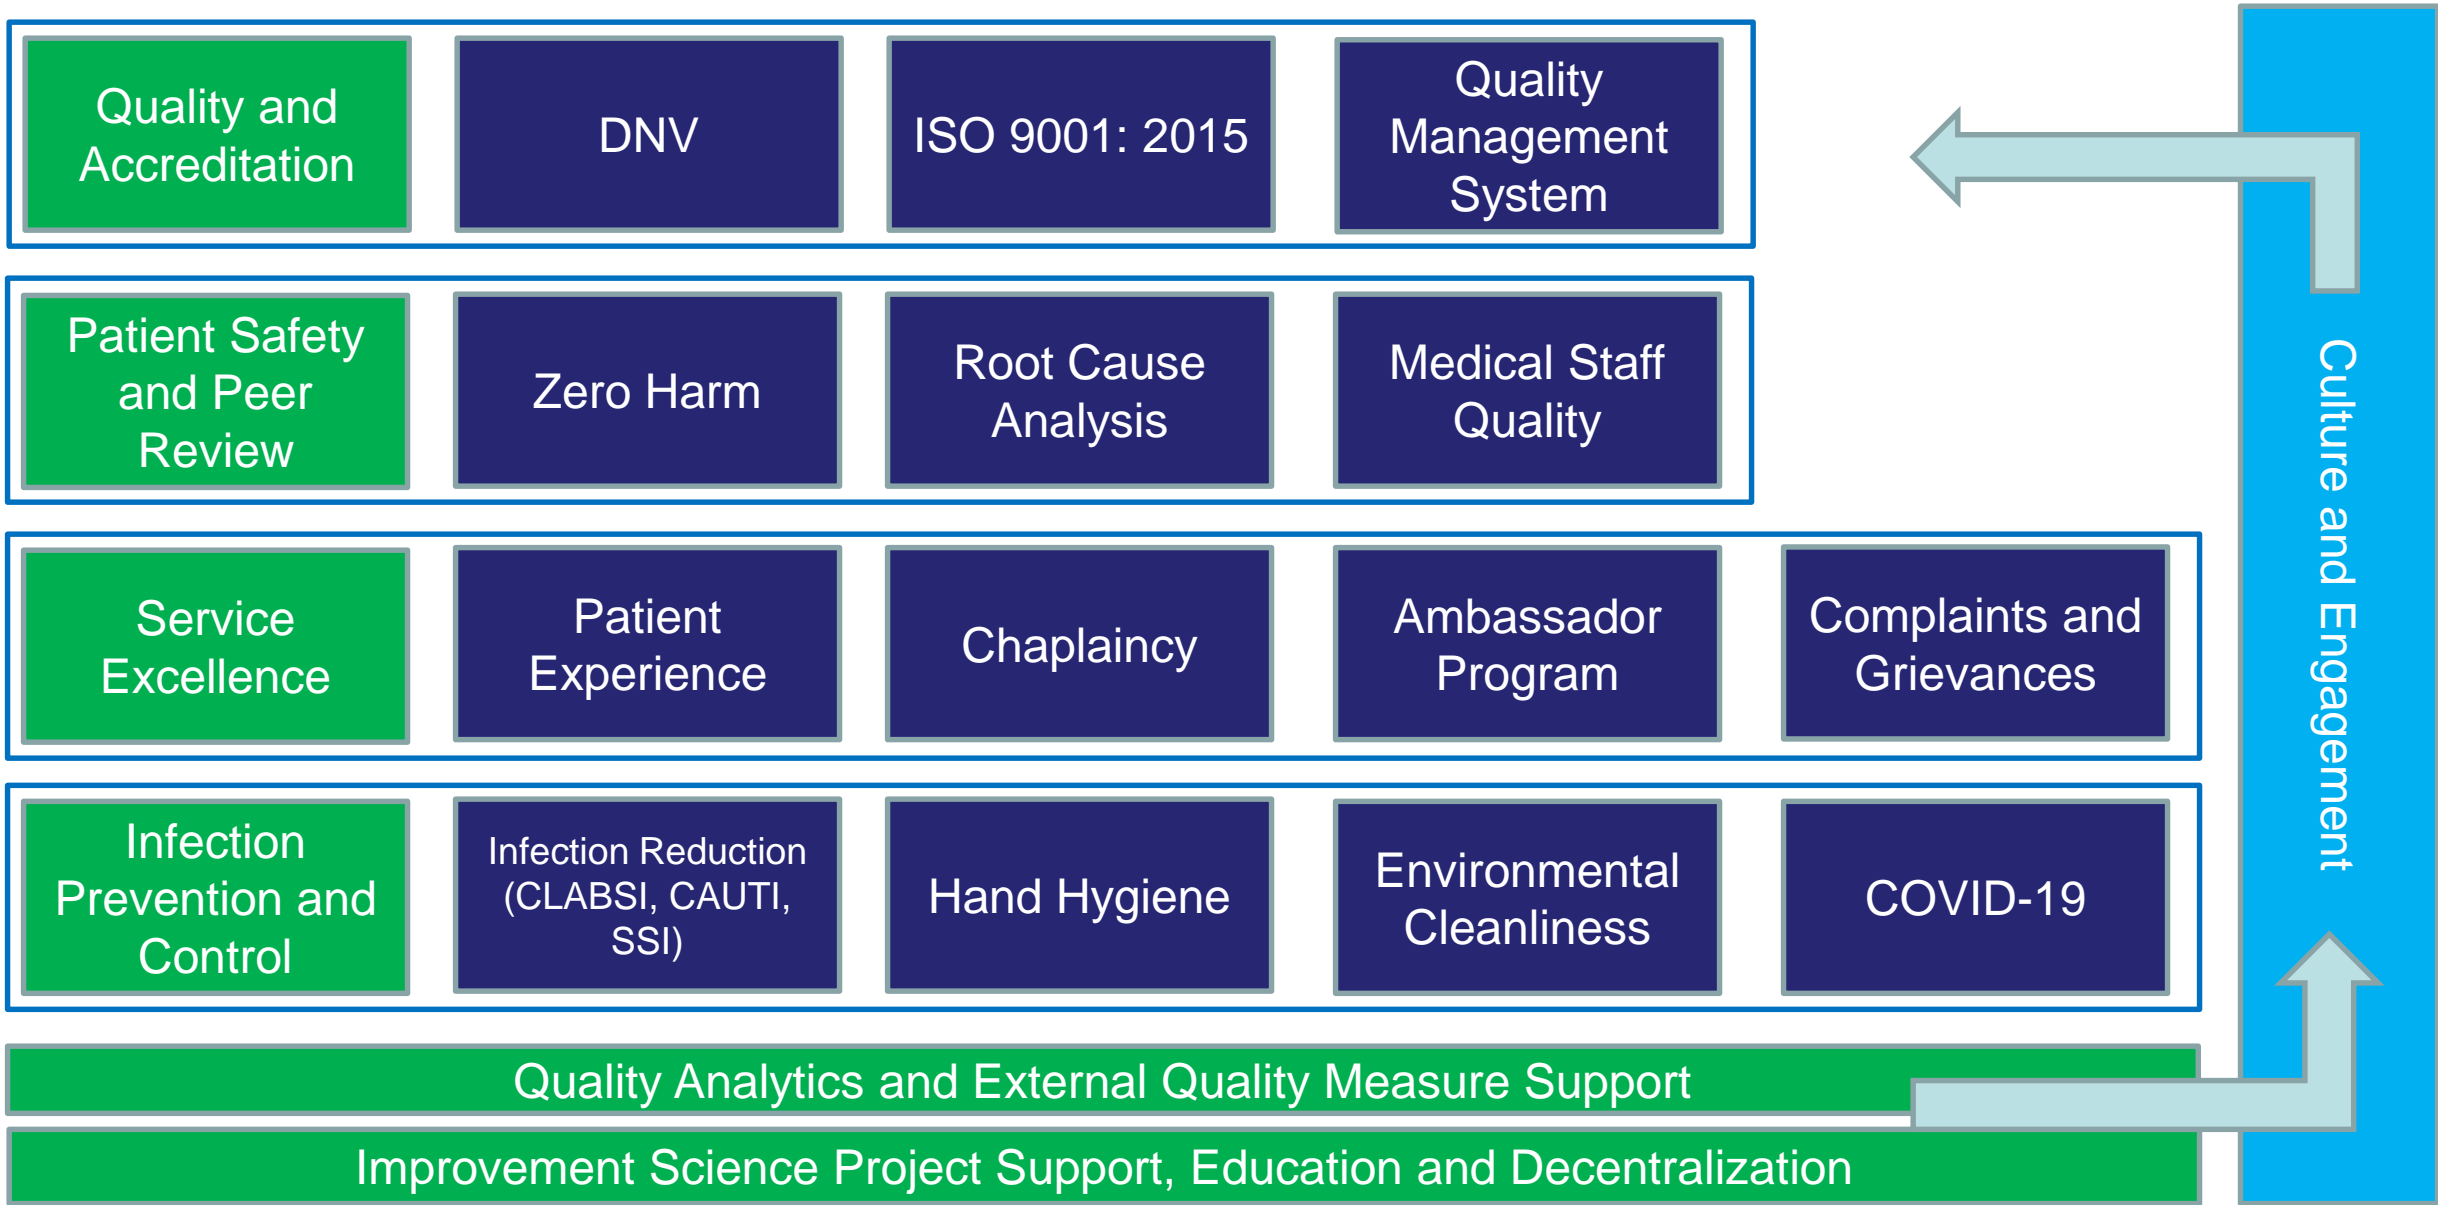 Quality and
Accreditation
DNV
ISO 9001: 2015
Quality
Management
System
Patient Safety
and Peer
Review
Zero Harm
Root Cause
Analysis
Medical Staff
Quality
Service
Excellence
Patient
Experience
Chaplaincy
Ambassador
Program
Complaints and
Grievances
Infection
Prevention and
Control
Infection Reduction
(CLABSI, CAUTI,
SSI)
Hand Hygiene
Environmental
Cleanliness
COVID-19
Quality Analytics and External Quality Measure Support
Improvement Science Project Support, Education and Decentralization
Culture and Engagement